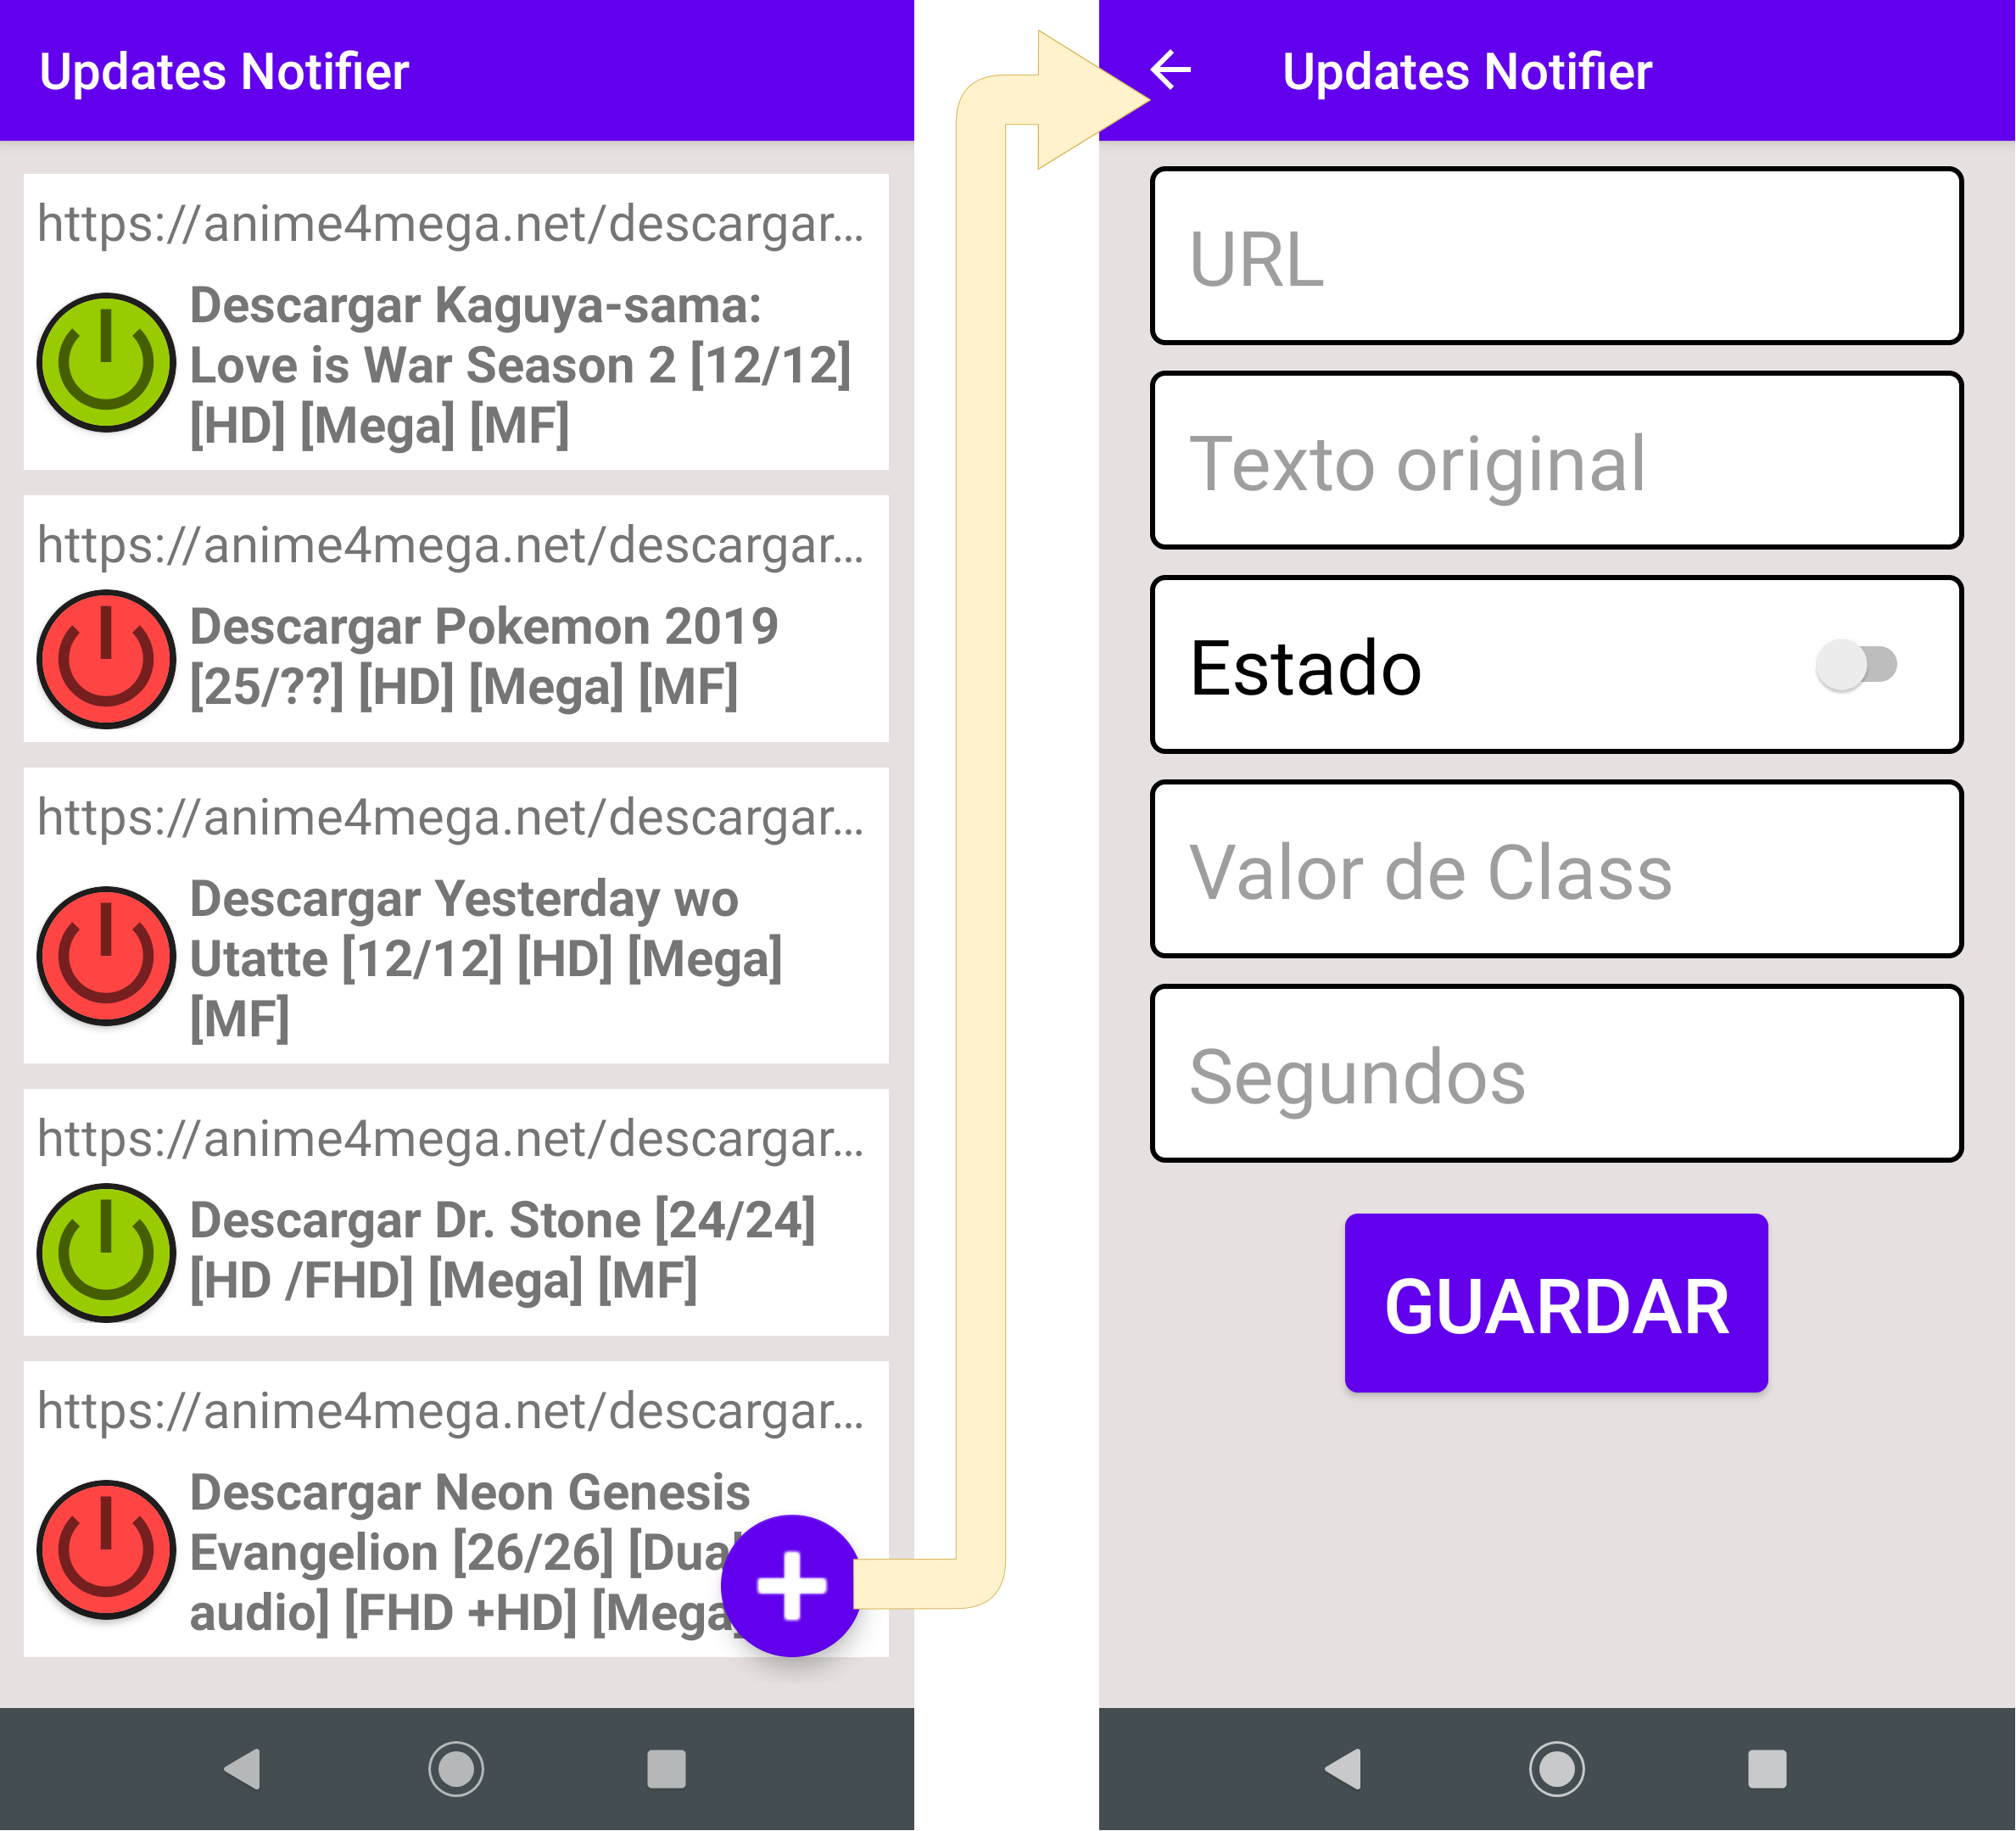 Updates Notifier
https://anime4mega.net/descargar...
Descargar Kaguya-sama:
Love is War Season 2 [12/12]
[HD] [Mega] [MF]
https://anime4mega.net/descargar...
Descargar Pokemon 2019
[25/??] [HD] [Mega] [MF]
https://anime4mega.net/descargar...
Descargar Yesterday wo
Utatte [12/12] [HD] [Mega]
[MF]
https://anime4mega.net/descargar...
Descargar Dr. Stone [24/24]
[HD /FHD] [Mega] [MF]
https://anime4mega.net/descargar...
Descargar Neon Genesis
Evangelion [26/26] [Dual
audio] [FHD +HD] [Mega]
Updates Notifier
URL
Texto original
Estado
Valor de Class
Segundos
GUARDAR